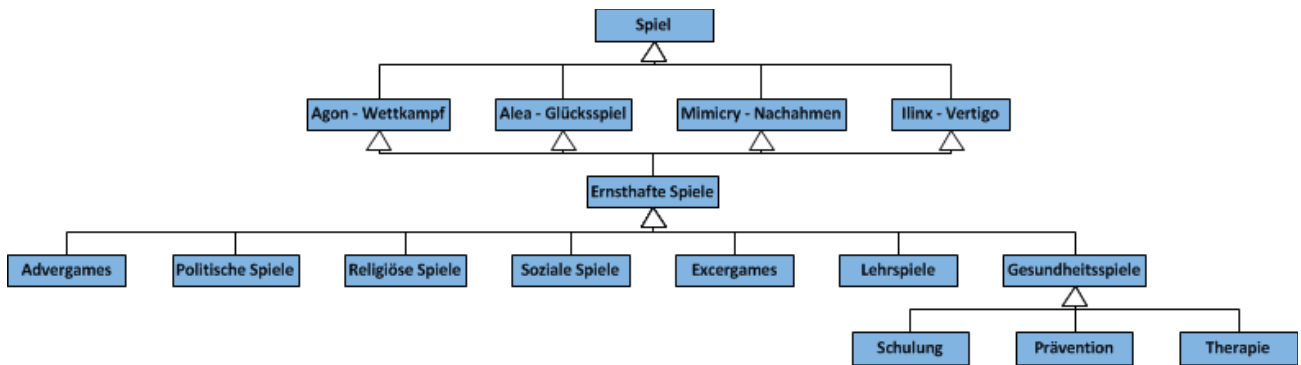 Spiel
Agon - Wettkampf
Alea - Glücksspiel
Mimicry - Nachahmen
Ilinx - Vertigo
Ernsthafte Spiele
Advergames
Politische Spiele
Religiöse Spiele
Soziale Spiele
Excergames
Lehrspiele
Gesundheitsspiele
Schulung
Prävention
Therapie